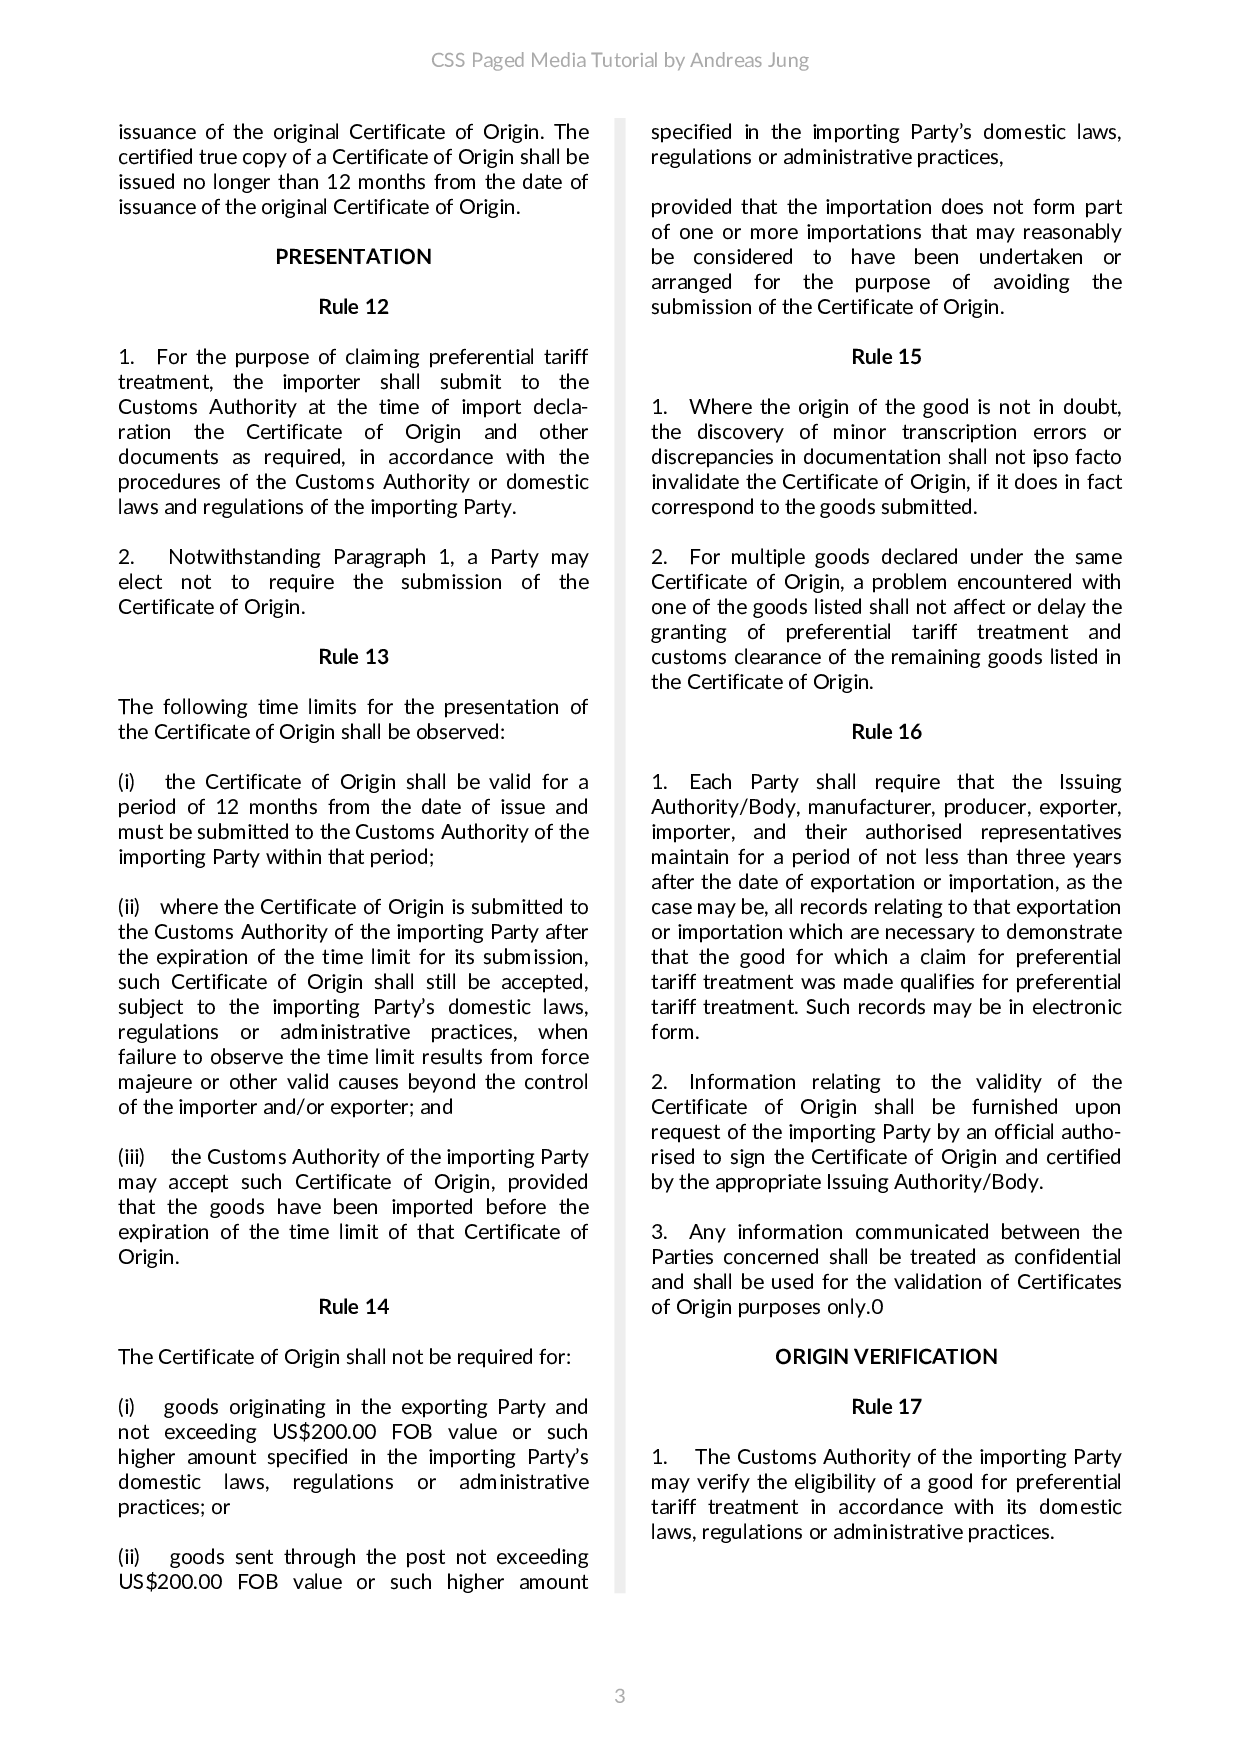 CSS Paged Media Tutorial by Andreas Jung
issuance of the original Certificate of Origin. The
certified true copy of a Certificate of Origin shall be
issued no longer than 12 months from the date of
issuance of the original Certificate of Origin.
PRESENTATION
Rule 12
1. For the purpose of claiming preferential tariff
treatment, the importer shall submit to the
Customs Authority at the time of import decla-
ration the Certificate of Origin and other
documents as required, in accordance with the
procedures of the Customs Authority or domestic
laws and regulations of the importing Party.
2. Notwithstanding Paragraph 1, a Party may
elect not to require the submission of the
Certificate of Origin.
Rule 13
The following time limits for the presentation of
the Certificate of Origin shall be observed:
(i) the Certificate of Origin shall be valid for a
period of 12 months from the date of issue and
must be submitted to the Customs Authority of the
importing Party within that period;
(ii) where the Certificate of Origin is submitted to
the Customs Authority of the importing Party after
the expiration of the time limit for its submission,
such Certificate of Origin shall still be accepted,
subject to the importing Party’s domestic laws,
regulations or administrative practices, when
failure to observe the time limit results from force
majeure or other valid causes beyond the control
of the importer and/or exporter; and
(iii) the Customs Authority of the importing Party
may accept such Certificate of Origin, provided
that the goods have been imported before the
expiration of the time limit of that Certificate of
Origin.
Rule 14
The Certificate of Origin shall not be required for:
(i) goods originating in the exporting Party and
not exceeding US$200.00 FOB value or such
higher amount specified in the importing Party’s
domestic laws, regulations or administrative
practices; or
(ii) goods sent through the post not exceeding
US$200.00 FOB value or such higher amount
specified in the importing Party’s domestic laws,
regulations or administrative practices,
provided that the importation does not form part
of one or more importations that may reasonably
be considered to have been undertaken or
arranged for the purpose of avoiding the
submission of the Certificate of Origin.
Rule 15
1. Where the origin of the good is not in doubt,
the discovery of minor transcription errors or
discrepancies in documentation shall not ipso facto
invalidate the Certificate of Origin, if it does in fact
correspond to the goods submitted.
2. For multiple goods declared under the same
Certificate of Origin, a problem encountered with
one of the goods listed shall not affect or delay the
granting of preferential tariff treatment and
customs clearance of the remaining goods listed in
the Certificate of Origin.
Rule 16
1. Each Party shall require that the Issuing
Authority/Body, manufacturer, producer, exporter,
importer, and their authorised representatives
maintain for a period of not less than three years
after the date of exportation or importation, as the
case may be, all records relating to that exportation
or importation which are necessary to demonstrate
that the good for which a claim for preferential
tariff treatment was made qualifies for preferential
tariff treatment. Such records may be in electronic
form.
2. Information relating to the validity of the
Certificate of Origin shall be furnished upon
request of the importing Party by an official autho-
rised to sign the Certificate of Origin and certified
by the appropriate Issuing Authority/Body.
3. Any information communicated between the
Parties concerned shall be treated as confidential
and shall be used for the validation of Certificates
of Origin purposes only.0
ORIGIN VERIFICATION
Rule 17
1. The Customs Authority of the importing Party
may verify the eligibility of a good for preferential
tariff treatment in accordance with its domestic
laws, regulations or administrative practices.
3